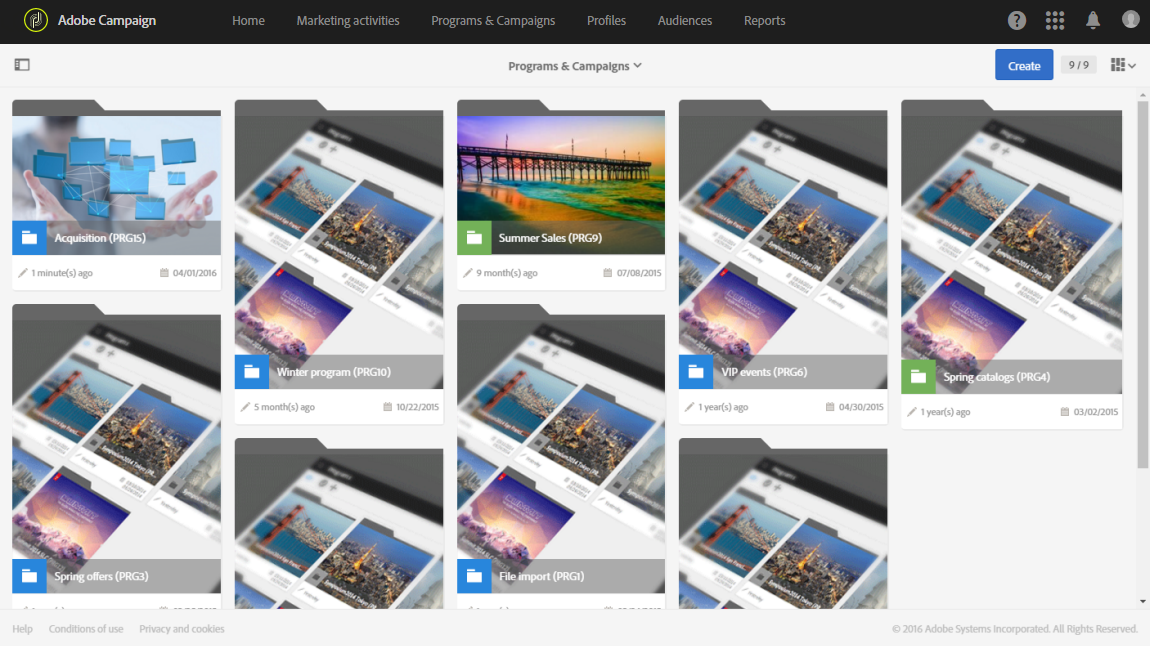 Adobe Campaign
Home
Marketing activities
Programs & Campaigns
Profiles
Audiences
Reports
Programs & Campaigns
Create
9 / 9
Acquisition (PRG15)
1 minute(s) ago
04/01/2016
Winter program (PRG10)
5 month(s) ago
10/22/2015
Summer Sales (PRG9)
9 month(s) ago
07/08/2015
VIP events (PRG6)
1 year(s) ago
04/30/2015
Spring catalogs (PRG4)
1 year(s) ago
03/02/2015
Spring offers (PRG3)
File import (PRG1)
Help
Conditions of use
Privacy and cookies
© 2016 Adobe Systems Incorporated. All Rights Reserved.